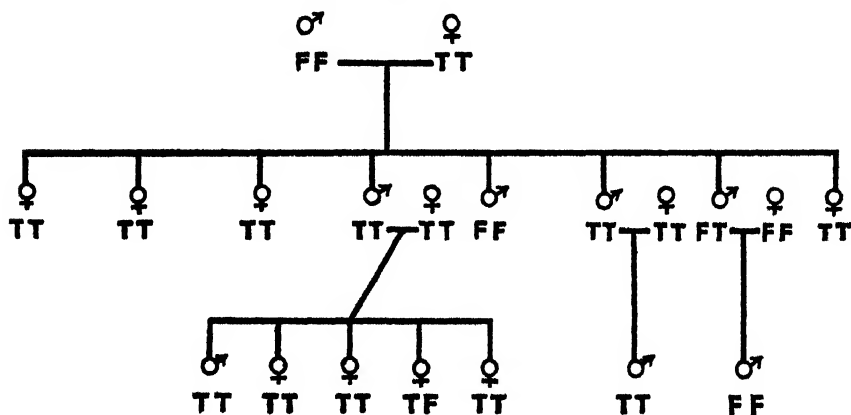 ♂ ♀
FF TT
♀ ♀ ♀ ♂ ♀ ♂ ♂ ♀ ♂ ♀ ♀
TT TT TT TT TT FF TT TT FT FF TT
♂ ♀ ♀ ♀ ♀ ♂ ♂
TT TT TT TF TT TT FF